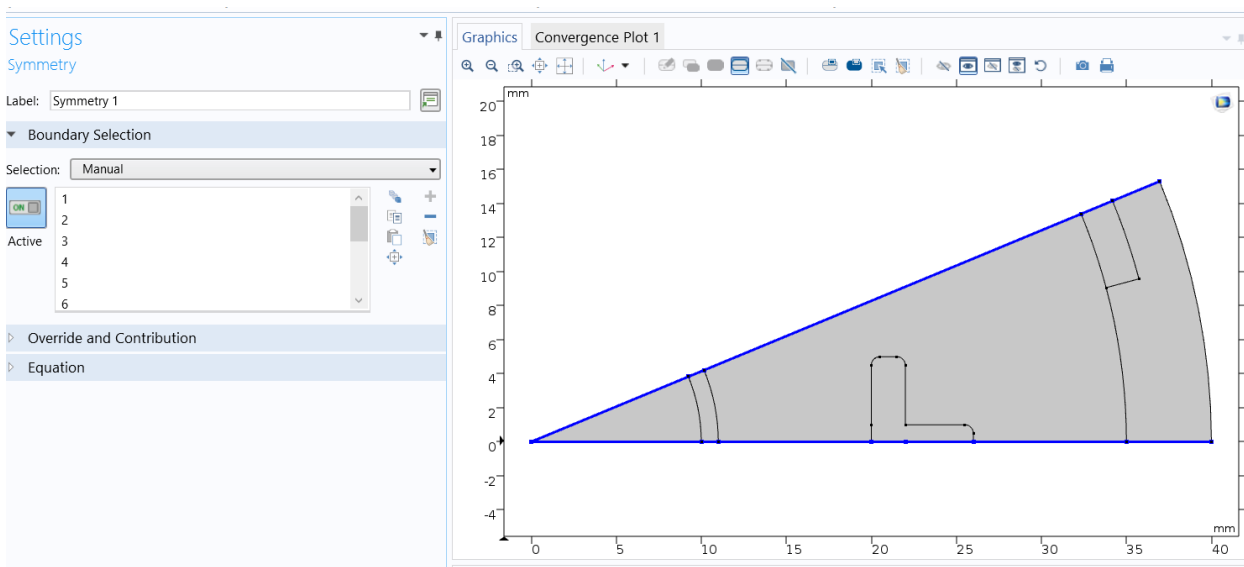 Settings
Symmetry
Label: Symmetry 1
Boundary Selection
Selection: Manual
ON
Active
1
2
3
4
5
6
Override and Contribution
Equation
Graphics Convergence Plot 1
mm
20
18
16
14
12
10
8
6
4
2
0
-2
-4
mm
0 5 10 15 20 25 30 35 40